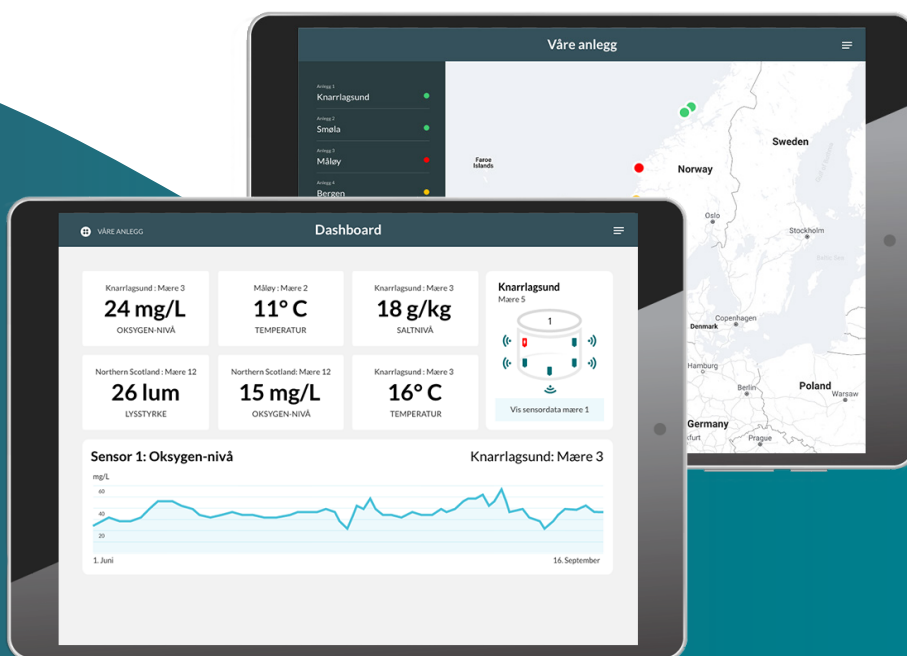 Våre anlegg
Anlegg 1
Knarrlagsund
Anlegg 2
Smøla
Anlegg 3
Måløy
Anlegg 4
Bergen
Faroe
Islands
Norway
Sweden
Oslo
Stockholm
Baltic Sea
Copenhagen
Denmark
Hamburg
Berlin
Poland
Warsaw
Germany
kfurt
Prague
VÅRE ANLEGG
Dashboard
Knarrlagsund : Mære 3
24 mg/L
OKSYGEN-NIVÅ
Måløy : Mære 2
11° C
TEMPERATUR
Knarrlagsund : Mære 3
18 g/kg
SALTNIVÅ
Knarrlagsund
Mære 5
1
Vis sensordata mære 1
Northern Scotland : Mære 12
26 lum
LYSSTYRKE
Northern Scotland: Mære 12
15 mg/L
OKSYGEN-NIVÅ
Knarrlagsund : Mære 3
16° C
TEMPERATUR
Sensor 1: Oksygen-nivå
Knarrlagsund: Mære 3
mg/L
60
40
20
1. Juni
16. September